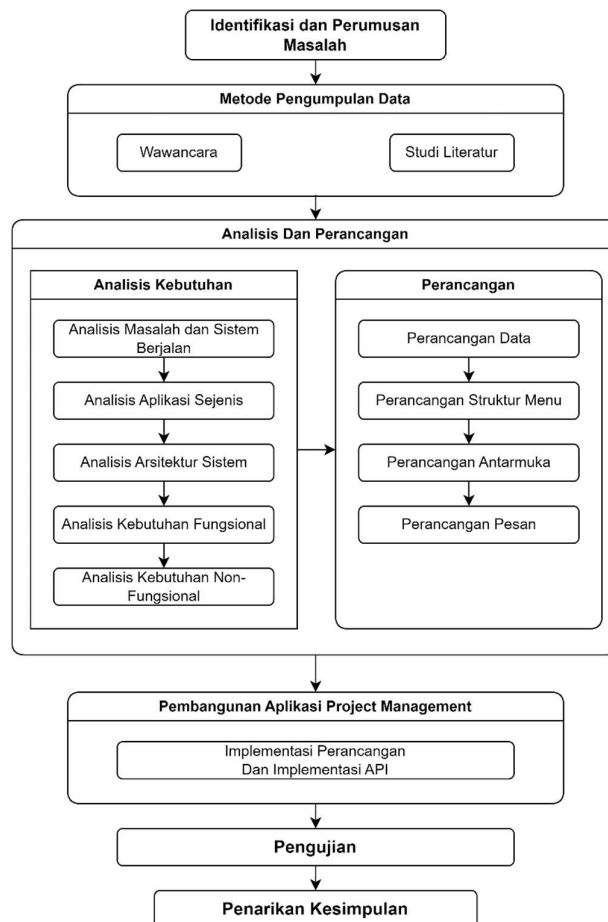 Identifikasi dan Perumusan
Masalah
Metode Pengumpulan Data
Wawancara
Studi Literatur
Analisis Dan Perancangan
Analisis Kebutuhan
Analisis Masalah dan Sistem
Berjalan
Analisis Aplikasi Sejenis
Analisis Arsitektur Sistem
Analisis Kebutuhan Fungsional
Analisis Kebutuhan Non-
Fungsional
Perancangan
Perancangan Data
Perancangan Struktur Menu
Perancangan Antarmuka
Perancangan Pesan
Pembangunan Aplikasi Project Management
Implementasi Perancangan
Dan Implementasi API
Pengujian
Penarikan Kesimpulan